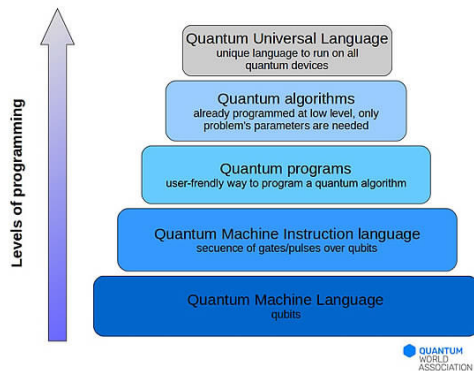 Levels of programming
Quantum Universal Language
unique language to run on all
quantum devices
Quantum algorithms
already programmed at low level, only
problem's parameters are needed
Quantum programs
user-friendly way to program a quantum algorithm
Quantum Machine Instruction language
secuence of gates/pulses over qubits
Quantum Machine Language
qubits
QUANTUM
WORLD
ASSOCIATION